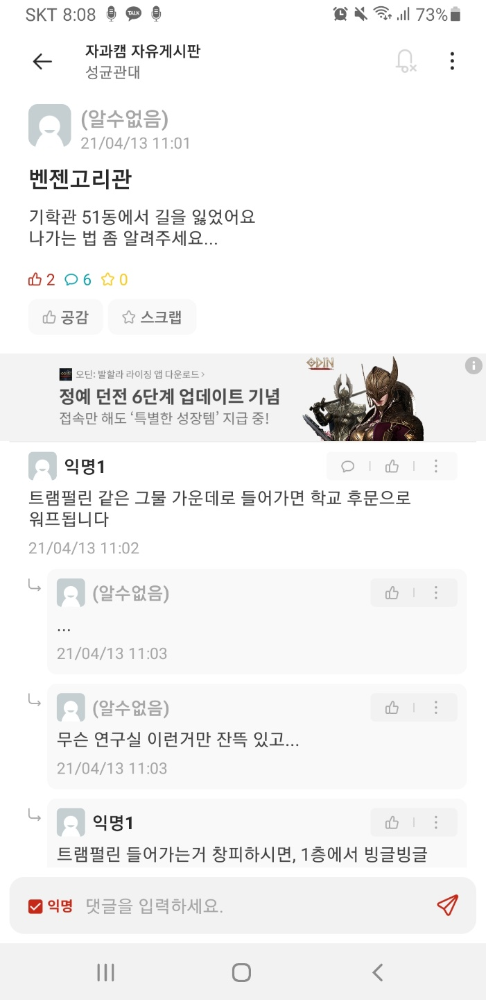 SKT 8:08 TALK 73%
자과캠 자유게시판
성균관대
(알수없음)
21/04/13 11:01
벤젠고리관
기학관 51동에서 길을 잃었어요
나가는 법 좀 알려주세요...
2 6 0
공감 스크랩
ODIN
오딘: 발할라 라이징 앱 다운로드 >
정예 던전 6단계 업데이트 기념
접속만 해도 '특별한 성장템' 지급 중!
익명1
트램펄린 같은 그물 가운데로 들어가면 학교 후문으로
워프됩니다
21/04/13 11:02
(알수없음)
...
21/04/13 11:03
(알수없음)
무슨 연구실 이런거만 잔뜩 있고...
21/04/13 11:03
익명1
트램펄린 들어가는거 창피하시면, 1층에서 빙글빙글
익명 댓글을 입력하세요.